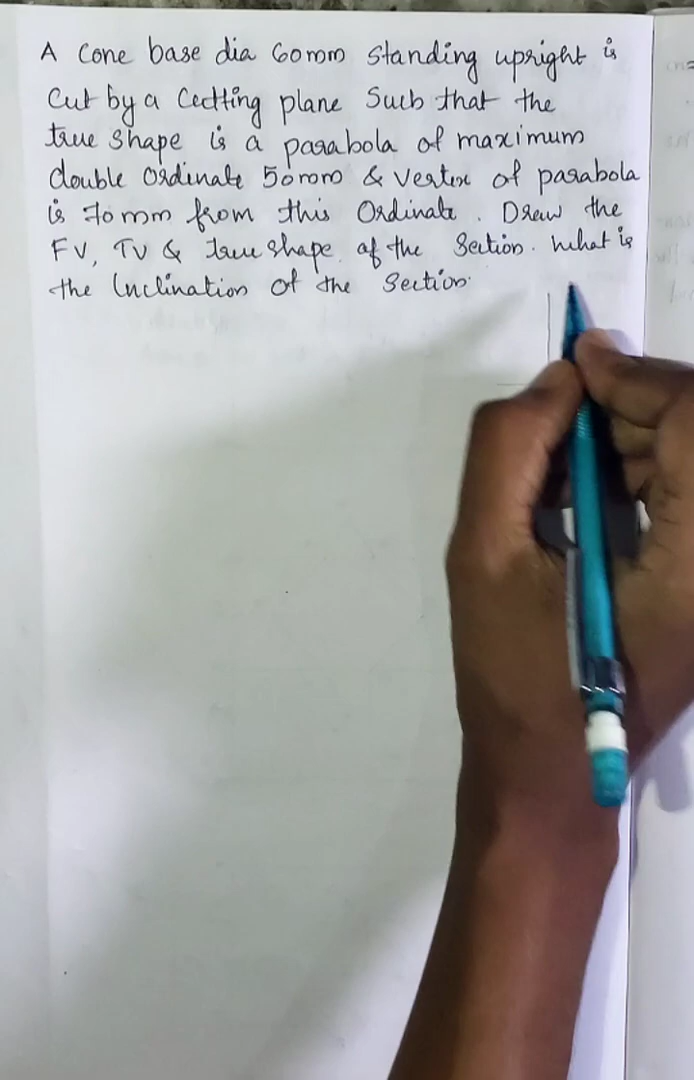 A Cone base dia 60mm standing upright is
Cut by a Cutting plane Such that the
true shape is a parabola of maximum
double Ordinate 50mm & vertex of parabola
is 70mm from this Ordinate. Draw the
FV, TV & true shape of the Section. What is
the Inclination of the Section.